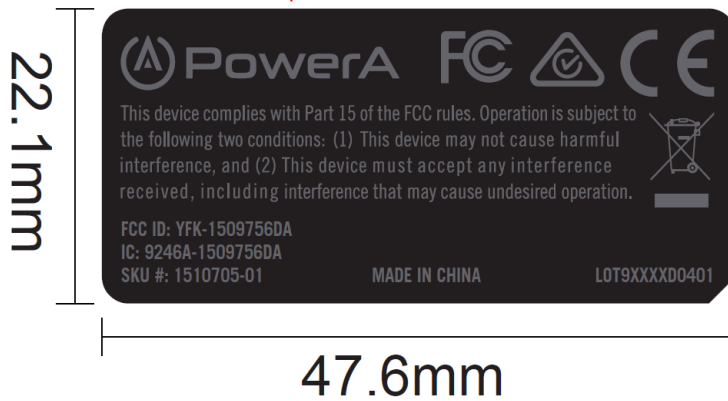 PowerA FC CE
This device complies with Part 15 of the FCC rules. Operation is subject to
the following two conditions: (1) This device may not cause harmful
interference, and (2) This device must accept any interference
received, including interference that may cause undesired operation.
FCC ID: YFK-1509756DA
IC: 9246A-1509756DA
SKU #: 1510705-01 MADE IN CHINA LOT9XXXXD0401
22.1mm
47.6mm